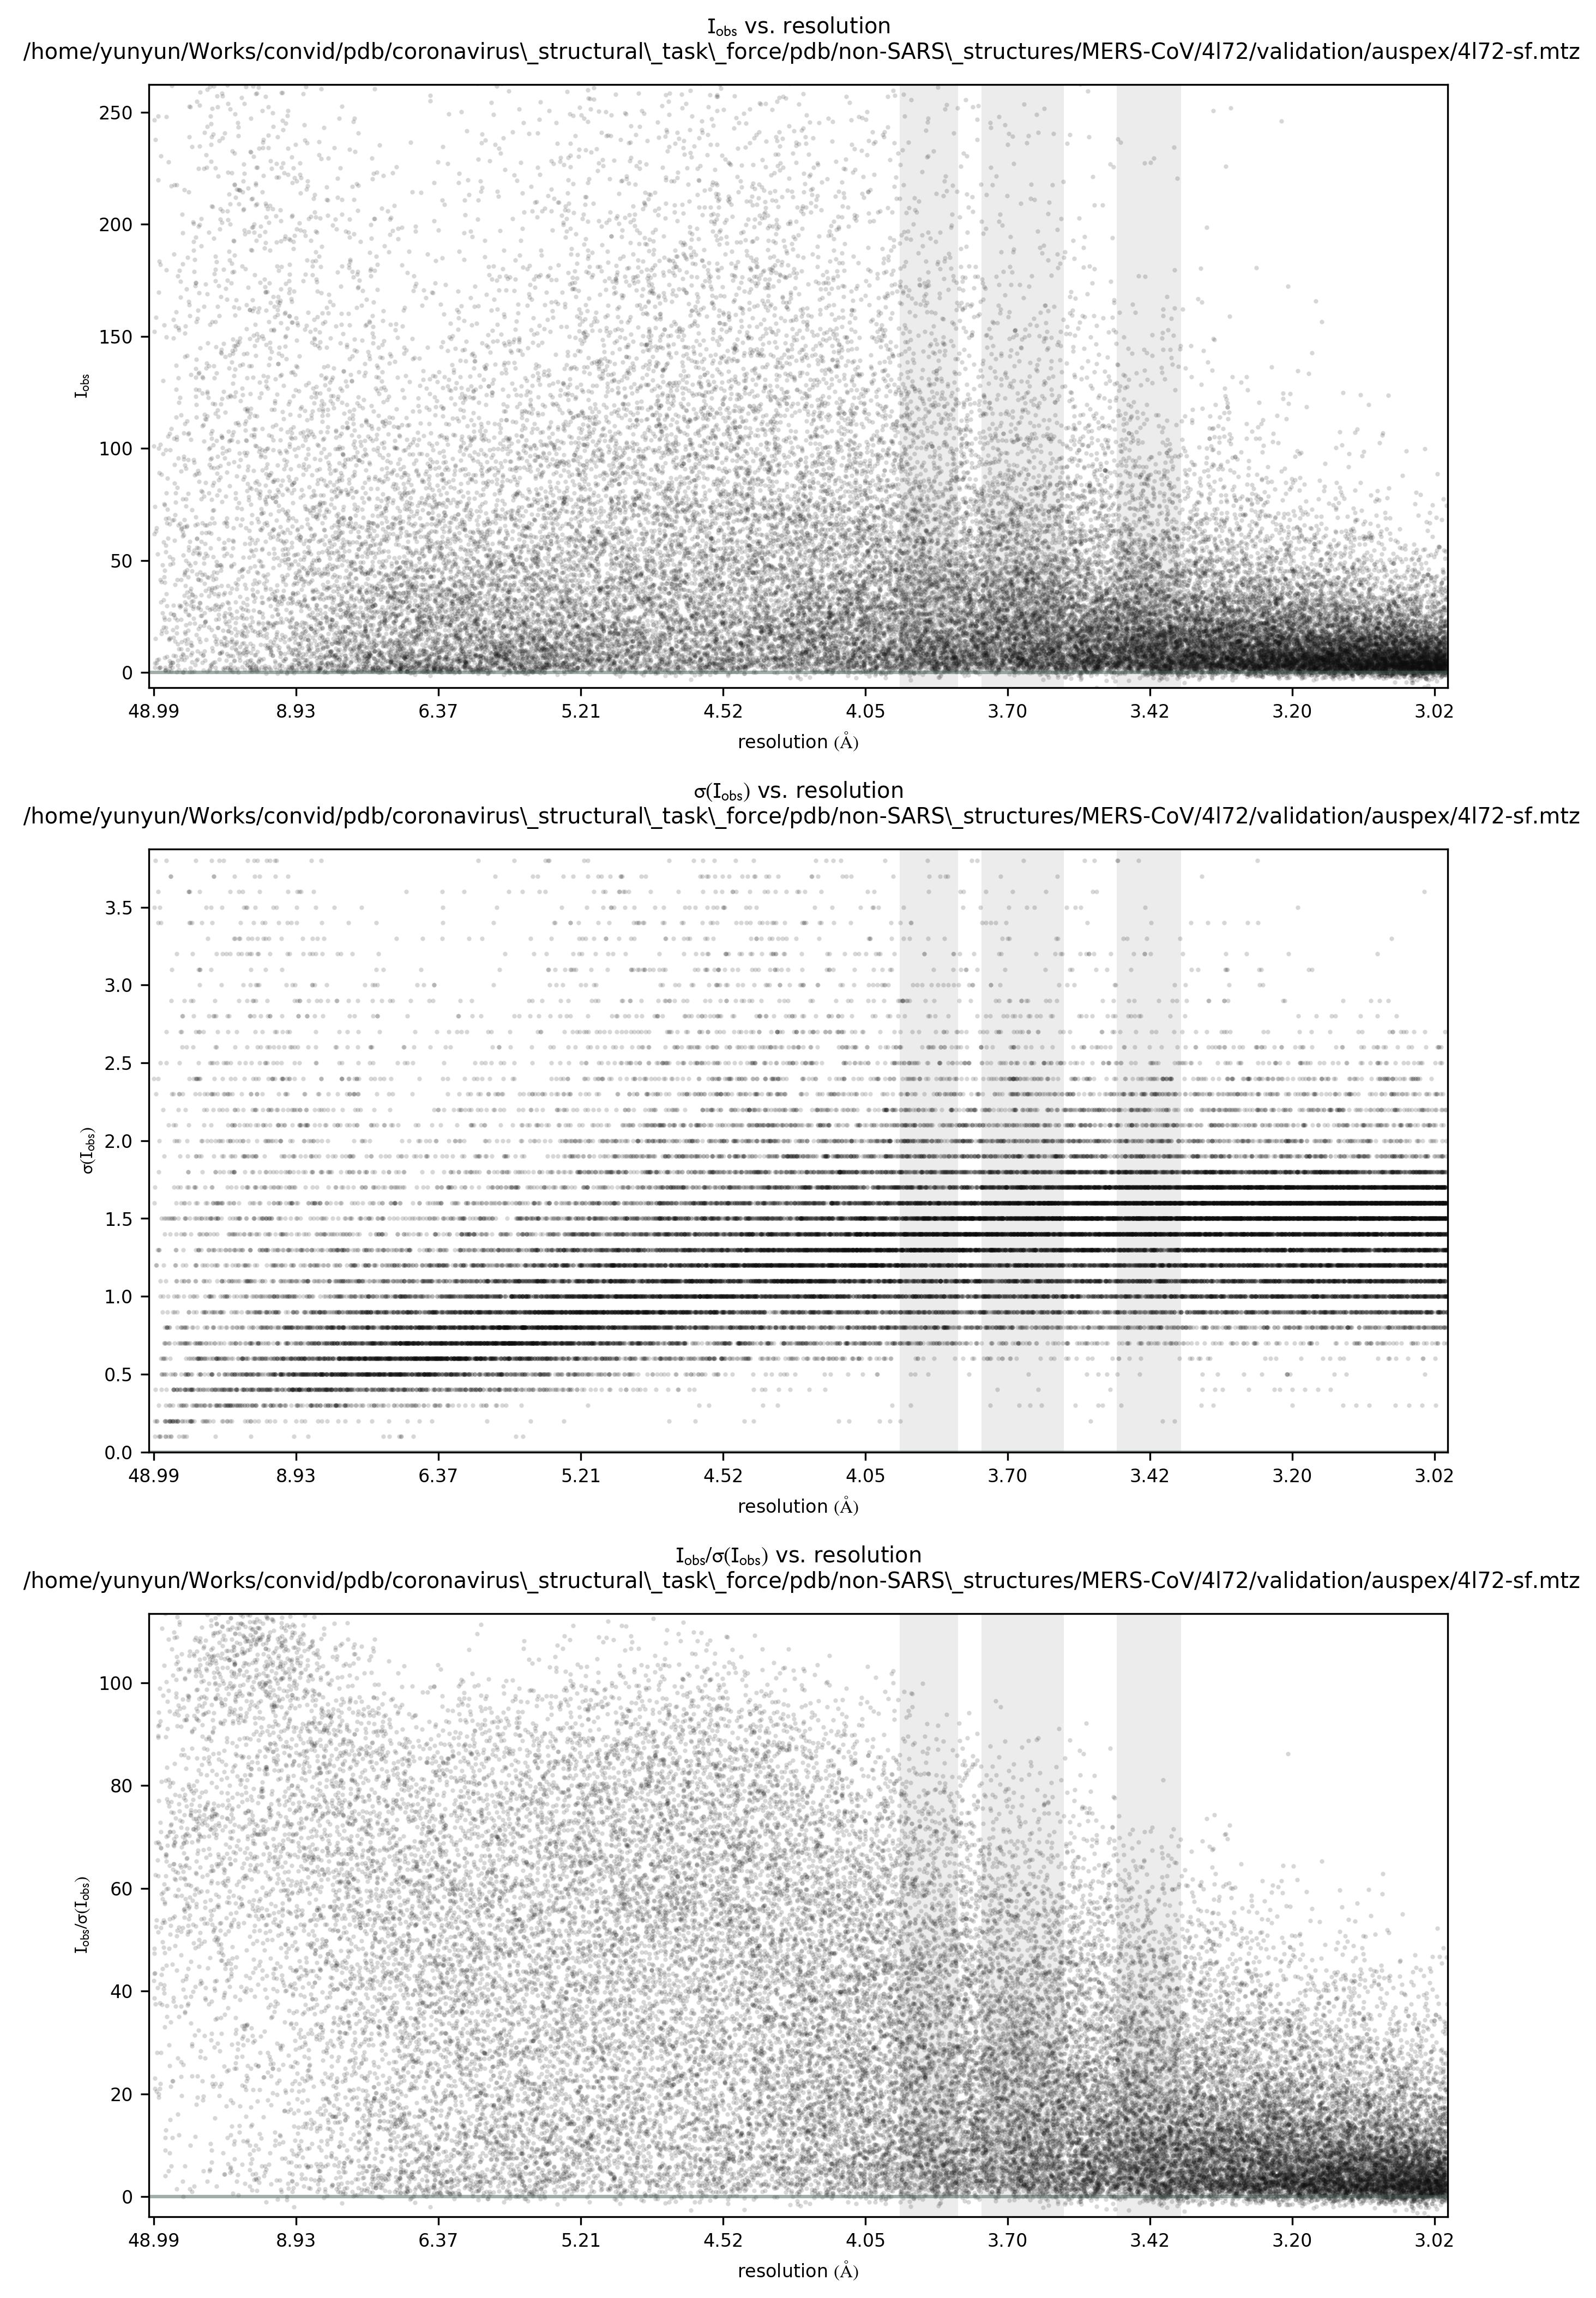 Iobs vs. resolution
/home/yunyun/Works/convid/pdb/coronavirus\_structural\_task\_force/pdb/non-SARS\_structures/MERS-CoV/4l72/validation/auspex/4l72-sf.mtz
250
200
150
100
50
0
Iobs
48.99 8.93 6.37 5.21 4.52 4.05 3.70 3.42 3.20 3.02
resolution (Å)
σ(Iobs) vs. resolution
/home/yunyun/Works/convid/pdb/coronavirus\_structural\_task\_force/pdb/non-SARS\_structures/MERS-CoV/4l72/validation/auspex/4l72-sf.mtz
3.5
3.0
2.5
2.0
1.5
1.0
0.5
0.0
σ(Iobs)
48.99 8.93 6.37 5.21 4.52 4.05 3.70 3.42 3.20 3.02
resolution (Å)
Iobs/σ(Iobs) vs. resolution
/home/yunyun/Works/convid/pdb/coronavirus\_structural\_task\_force/pdb/non-SARS\_structures/MERS-CoV/4l72/validation/auspex/4l72-sf.mtz
100
80
60
40
20
0
Iobs/σ(Iobs)
48.99 8.93 6.37 5.21 4.52 4.05 3.70 3.42 3.20 3.02
resolution (Å)